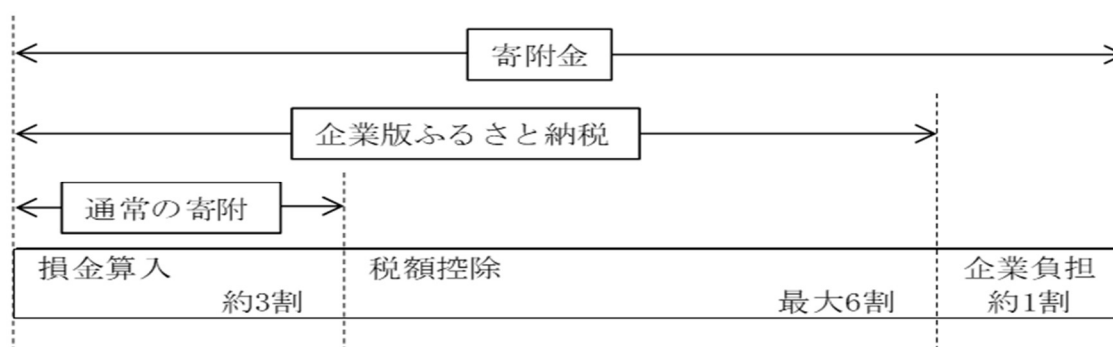 寄附金
企業版ふるさと納税
通常の寄附
損金算入
約3割
税額控除
最大6割
企業負担
約1割